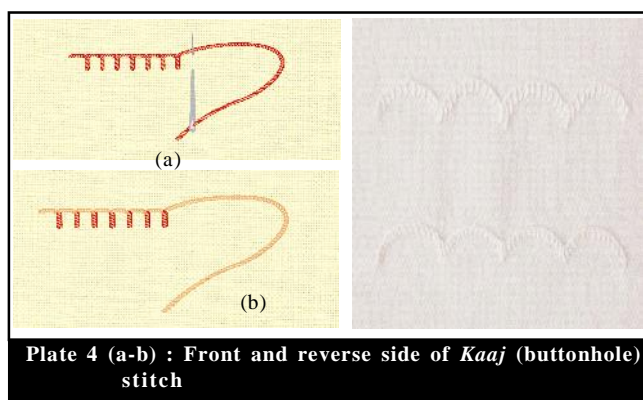 (a)
(b)
Plate 4 (a-b) : Front and reverse side of Kaaj (buttonhole)
stitch